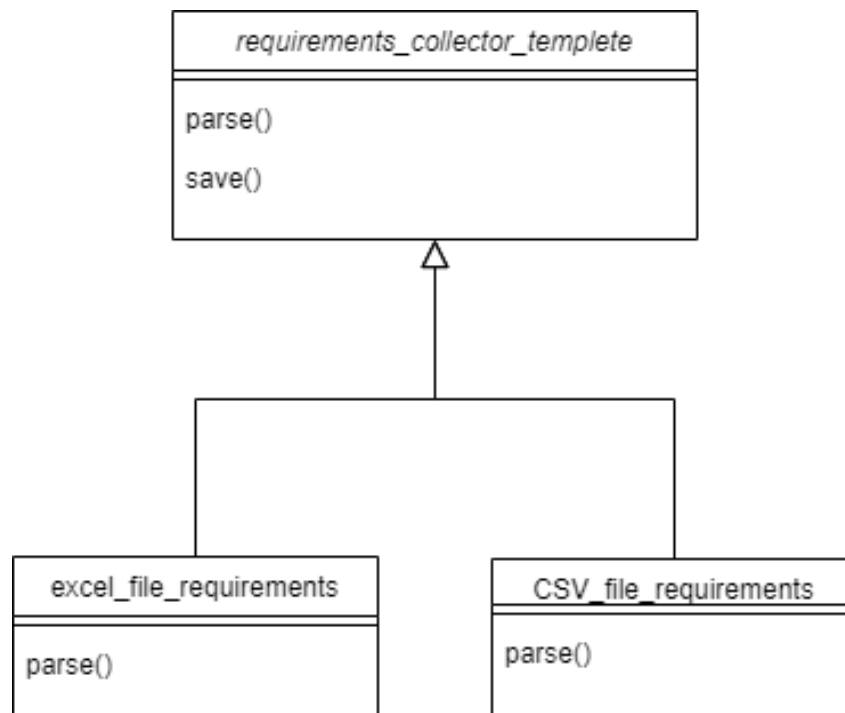 requirements_collector_templete
parse()
save()
excel_file_requirements
parse()
CSV_file_requirements
parse()